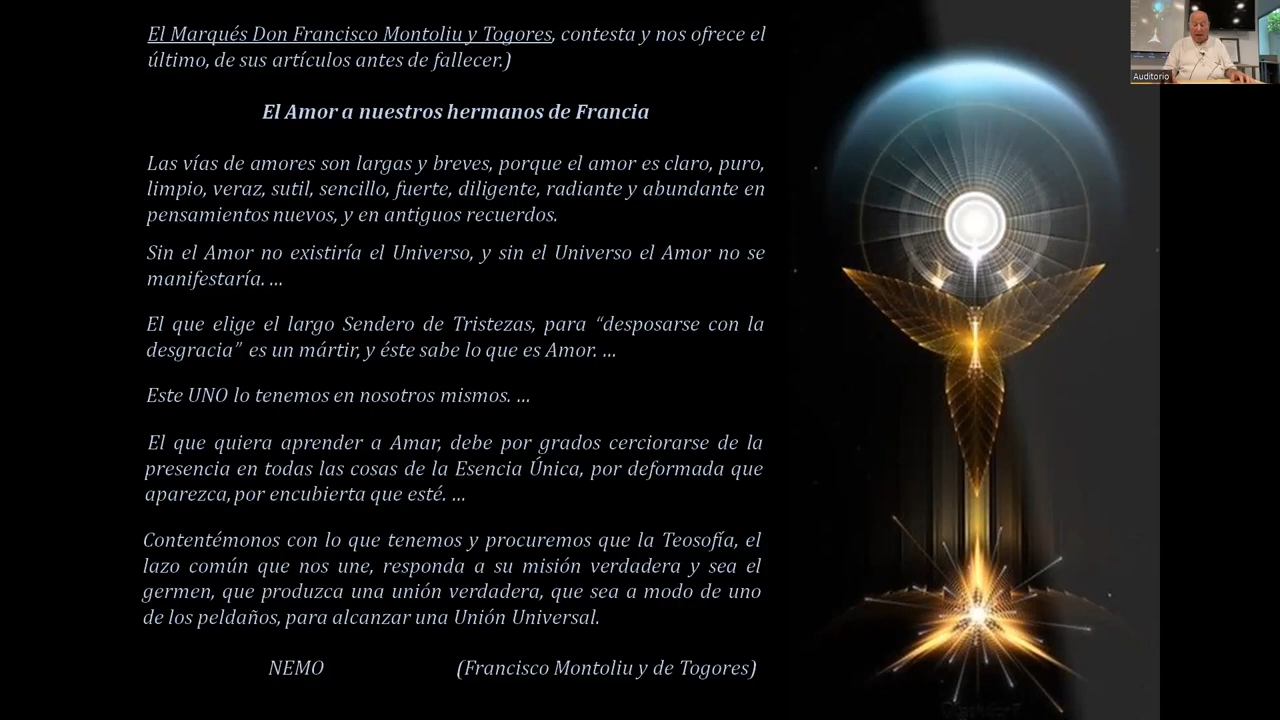 El Marqués Don Francisco Montoliu y Togores, contesta y nos ofrece el
último, de sus artículos antes de fallecer.)
El Amor a nuestros hermanos de Francia
Las vías de amores son largas y breves, porque el amor es claro, puro,
limpio, veraz, sutil, sencillo, fuerte, diligente, radiante y abundante en
pensamientos nuevos, y en antiguos recuerdos.
Sin el Amor no existiría el Universo, y sin el Universo el Amor no se
manifestaría. ...
El que elige el largo Sendero de Tristezas, para “desposarse con la
desgracia” es un mártir, y éste sabe lo que es Amor. ...
Este UNO lo tenemos en nosotros mismos. ...
El que quiera aprender a Amar, debe por grados cerciorarse de la
presencia en todas las cosas de la Esencia Única, por deformada que
aparezca, por encubierta que esté. ...
Contentémonos con lo que tenemos y procuremos que la Teosofía, el
lazo común que nos une, responda a su misión verdadera y sea el
germen, que produzca una unión verdadera, que sea a modo de uno
de los peldaños, para alcanzar una Unión Universal.
NEMO (Francisco Montoliu y de Togores)
Auditorio